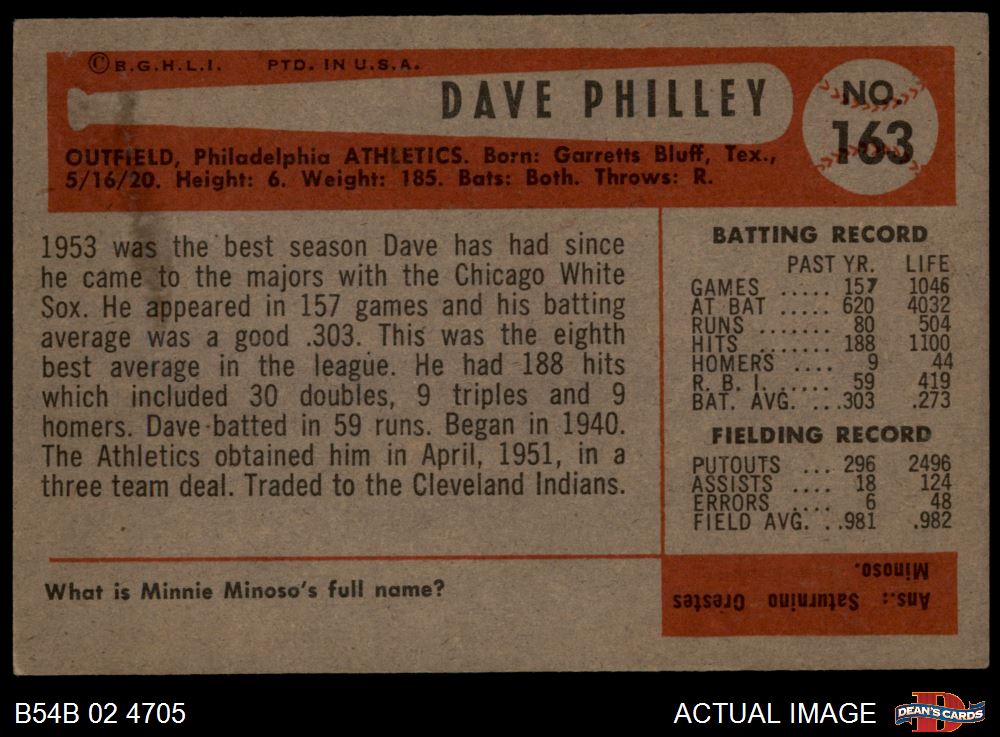 © B.G.H.L.I. PTD. IN U.S.A.
DAVE PHILLEY
NO.
163
OUTFIELD, Philadelphia ATHLETICS. Born: Garretts Bluff, Tex.,
5/16/20. Height: 6. Weight: 185. Bats: Both. Throws: R.
1953 was the best season Dave has had since
he came to the majors with the Chicago White
Sox. He appeared in 157 games and his batting
average was a good .303. This was the eighth
best average in the league. He had 188 hits
which included 30 doubles, 9 triples and 9
homers. Dave batted in 59 runs. Began in 1940.
The Athletics obtained him in April, 1951, in a
three team deal. Traded to the Cleveland Indians.
BATTING RECORD
PAST YR. LIFE
GAMES ..... 157 1046
AT BAT ..... 620 4032
RUNS ....... 80 504
HITS ....... 188 1100
HOMERS .... 9 44
R. B. I. ..... 59 419
BAT. AVG. ...303 .273
FIELDING RECORD
PUTOUTS ... 296 2496
ASSISTS .... 18 124
ERRORS .... 6 48
FIELD AVG. ..981 .982
What is Minnie Minoso's full name?
Ans.: Saturnino Orestes
Minoso.
B54B 02 4705
ACTUAL IMAGE
DEAN'S CARDS